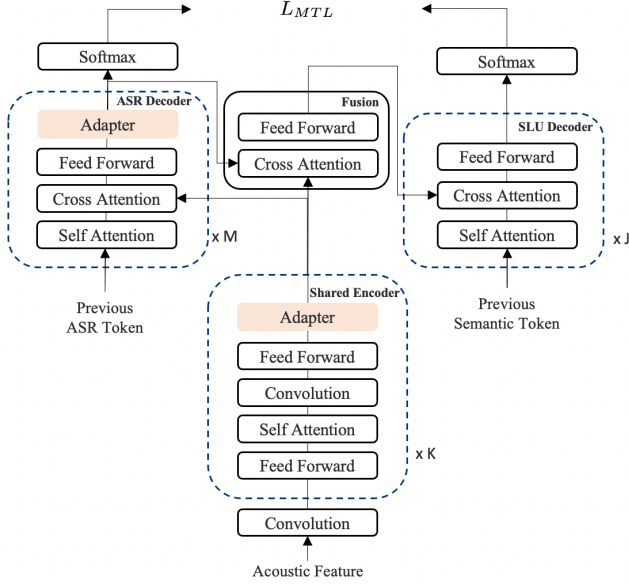 L_{MTL}
Softmax
Softmax
ASR Decoder
Adapter
Feed Forward
Cross Attention
Self Attention
x M
Previous
ASR Token
Fusion
Feed Forward
Cross Attention
SLU Decoder
Feed Forward
Cross Attention
Self Attention
x J
Previous
Semantic Token
Shared Encoder
Adapter
Feed Forward
Convolution
Self Attention
Feed Forward
x K
Convolution
Acoustic Feature